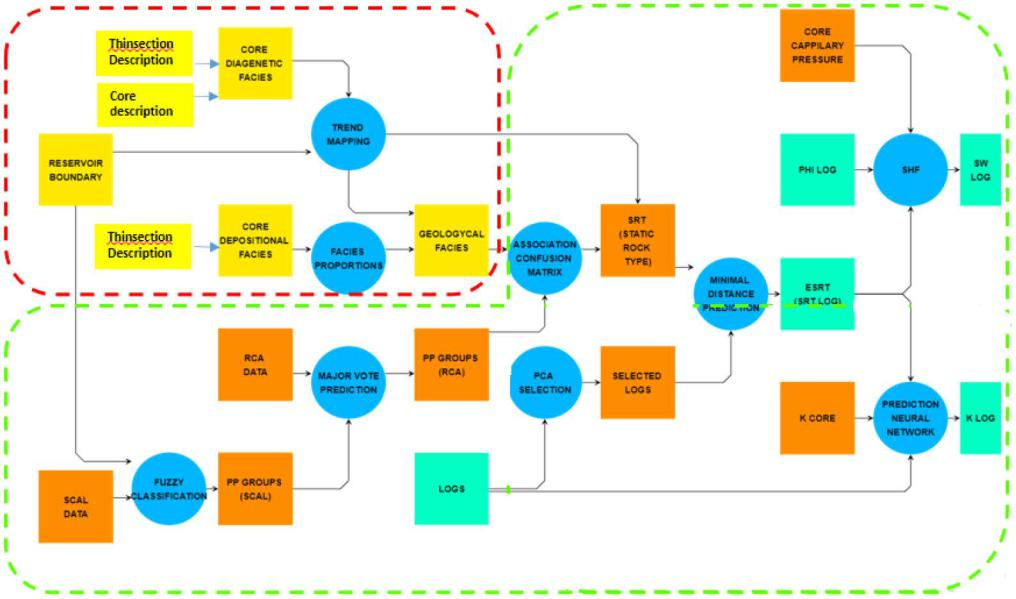 Thinsection
Description
CORE
DIAGENETIC
FACIES
Core
description
TREND
MAPPING
RESERVOIR
BOUNDARY
Thinsection
Description
CORE
DEPOSITIONAL
FACIES
FACIES
PROPORTIONS
GEOLOGYCAL
FACIES
ASSOCIATION
CONFUSION
MATRIX
SRT
(STATIC
ROCK
TYPE)
MINIMAL
DISTANCE
PREDICTION
ESRT
(SRT LOG)
CORE
CAPPILARY
PRESSURE
PHI LOG
SHF
SW
LOG
RCA
DATA
MAJOR VOTE
PREDICTION
PP GROUPS
(RCA)
PCA
SELECTION
SELECTED
LOGS
K CORE
PREDICTION
NEURAL
NETWORK
K LOG
SCAL
DATA
FUZZY
CLASSIFICATION
PP GROUPS
(SCAL)
LOGS